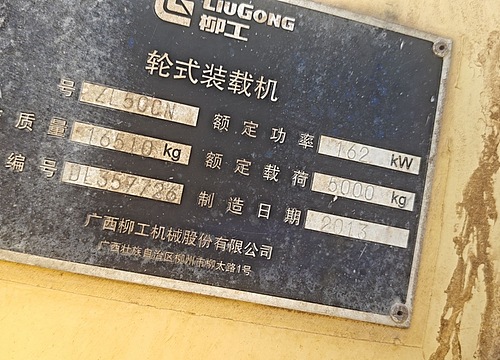 LIUGONG
柳工
轮式装载机
号 ZL50CN 额定功率 162 kW
质量 16510 kg 额定载荷 5000 kg
编号 DL357736 制造日期 2013
广西柳工机械股份有限公司
广西壮族自治区柳州市柳太路1号